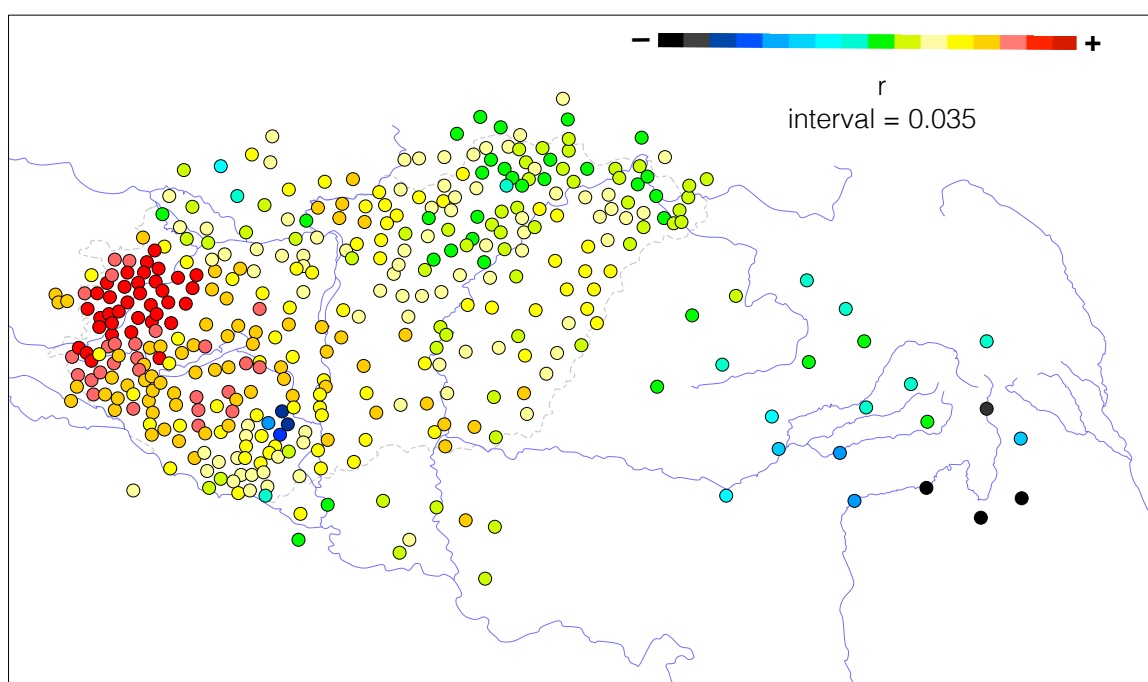 – +
r
interval = 0.035